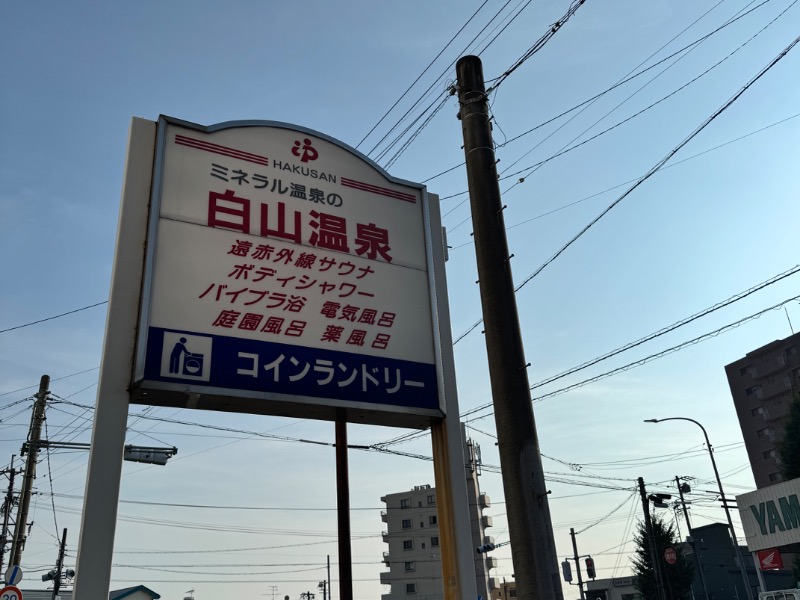 HAKUSAN
ミネラル温泉の
白山温泉
遠赤外線サウナ
ボディシャワー
バイブラ浴 電気風呂
庭園風呂 薬風呂
コインランドリー
YAM